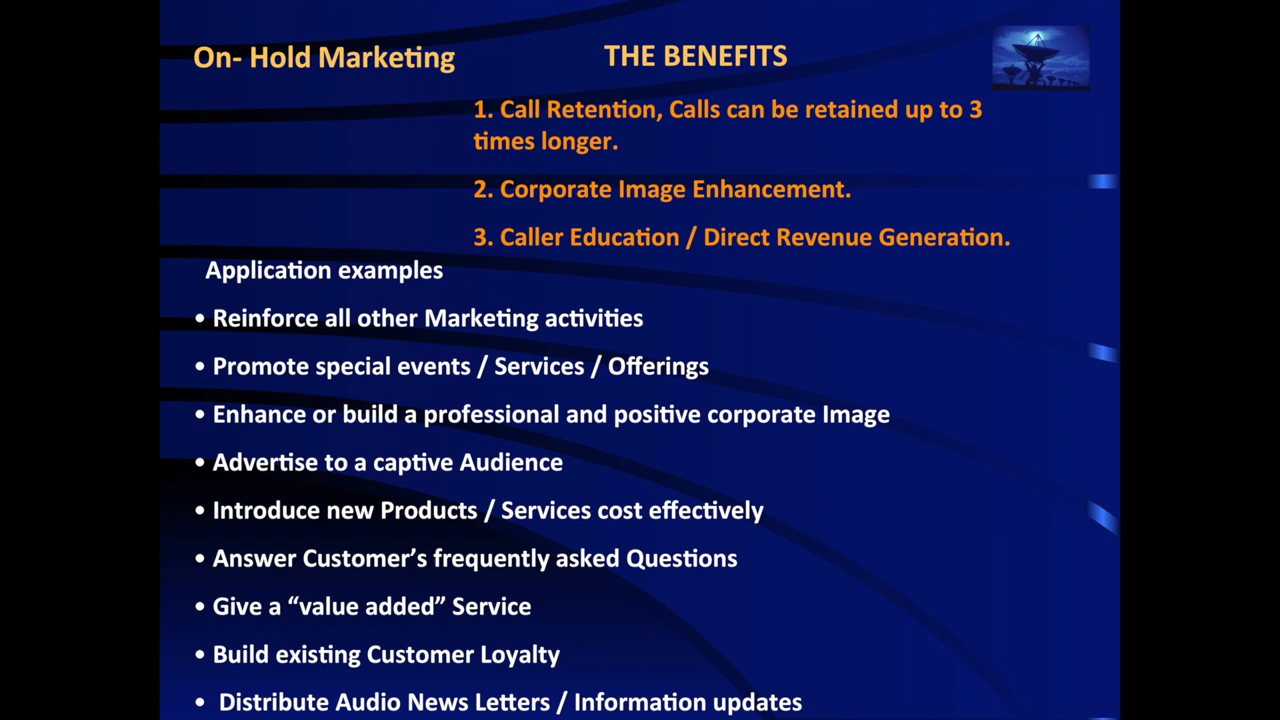 On- Hold Marketing
THE BENEFITS
1. Call Retention, Calls can be retained up to 3
times longer.
2. Corporate Image Enhancement.
3. Caller Education / Direct Revenue Generation.
Application examples
• Reinforce all other Marketing activities
• Promote special events / Services / Offerings
• Enhance or build a professional and positive corporate Image
• Advertise to a captive Audience
• Introduce new Products / Services cost effectively
• Answer Customer’s frequently asked Questions
• Give a “value added” Service
• Build existing Customer Loyalty
• Distribute Audio News Letters / Information updates